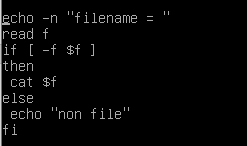 echo -n "filename = "
read f
if [ -f $f ]
then
 cat $f
else
 echo "non file"
fi